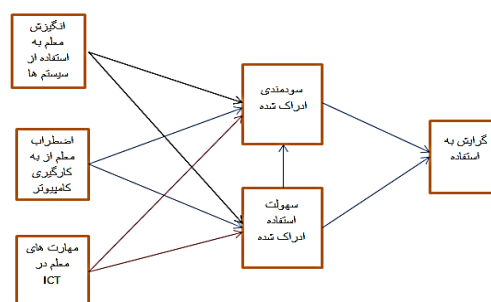 انگیزش
معلم به
استفاده از
سیستم ها
سودمندی
ادراک شده
اضطراب
معلم از به
کارگیری
کامپیوتر
گرایش به
استفاده
سهولت
استفاده
ادراک شده
مهارت های
معلم در
ICT